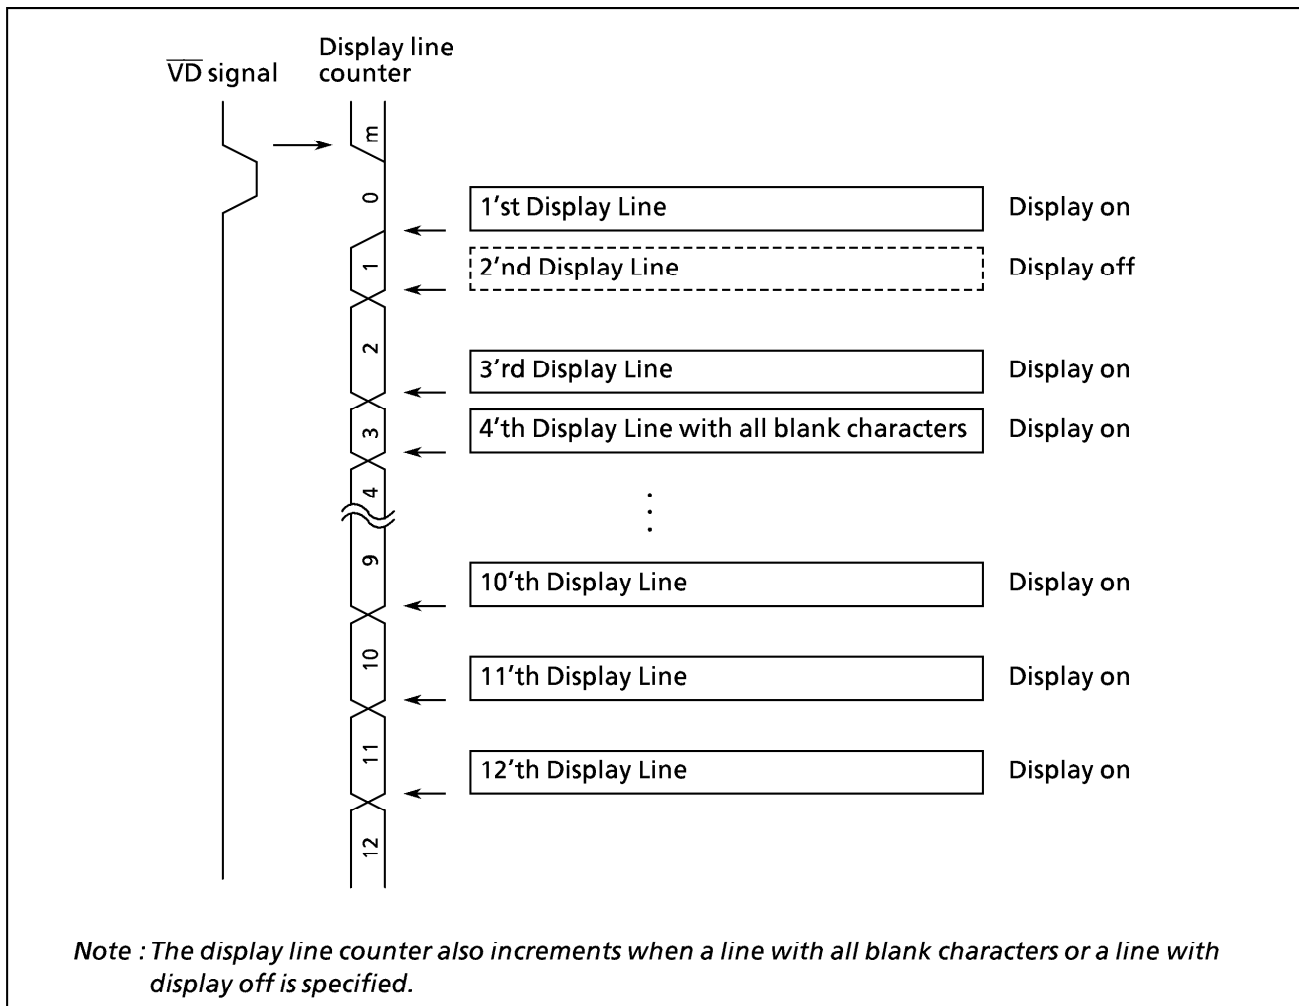 Display line
VD signal counter
m
0
1'st Display Line Display on
1
2'nd Display Line Display off
2
3'rd Display Line Display on
3
4'th Display Line with all blank characters Display on
4
9
10'th Display Line Display on
10
11'th Display Line Display on
11
12'th Display Line Display on
12
Note : The display line counter also increments when a line with all blank characters or a line with
display off is specified.